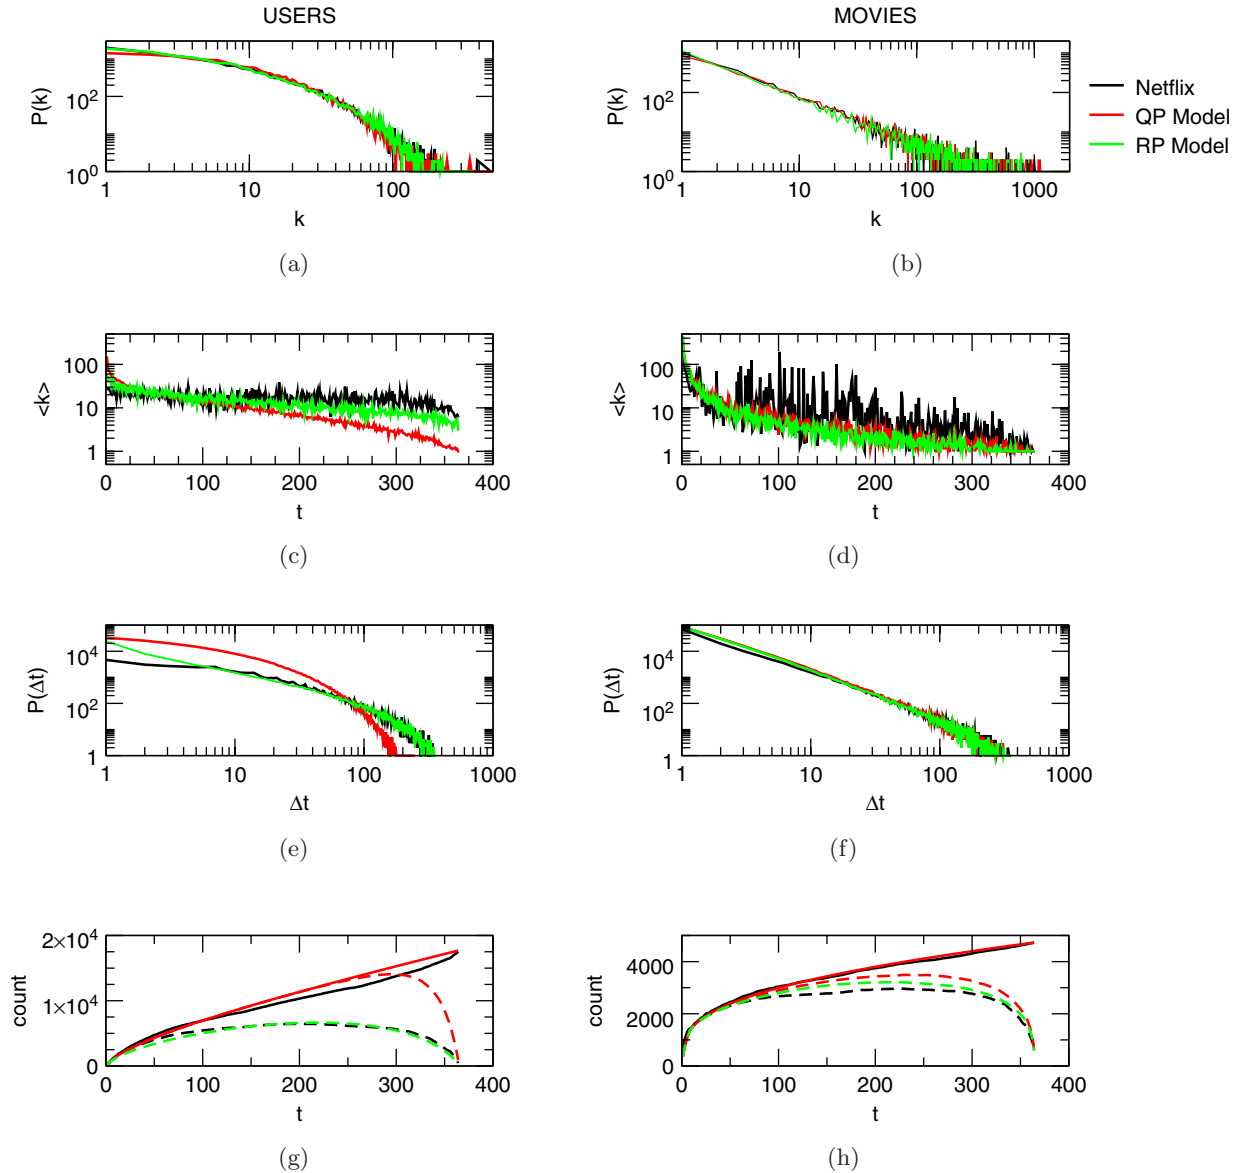 USERS
MOVIES
P(k)
10^2
10^0
1
10
100
k
(a)
P(k)
10^2
10^0
1
10
100
1000
k
(b)
Netflix
QP Model
RP Model
<k>
100
10
1
0
100
200
300
400
t
(c)
<k>
100
10
1
0
100
200
300
400
t
(d)
P(Δt)
10^4
10^2
1
1
10
100
1000
Δt
(e)
P(Δt)
10^4
10^2
1
1
10
100
1000
Δt
(f)
count
2×10^4
1×10^4
0
0
100
200
300
400
t
(g)
count
4000
2000
0
0
100
200
300
400
t
(h)